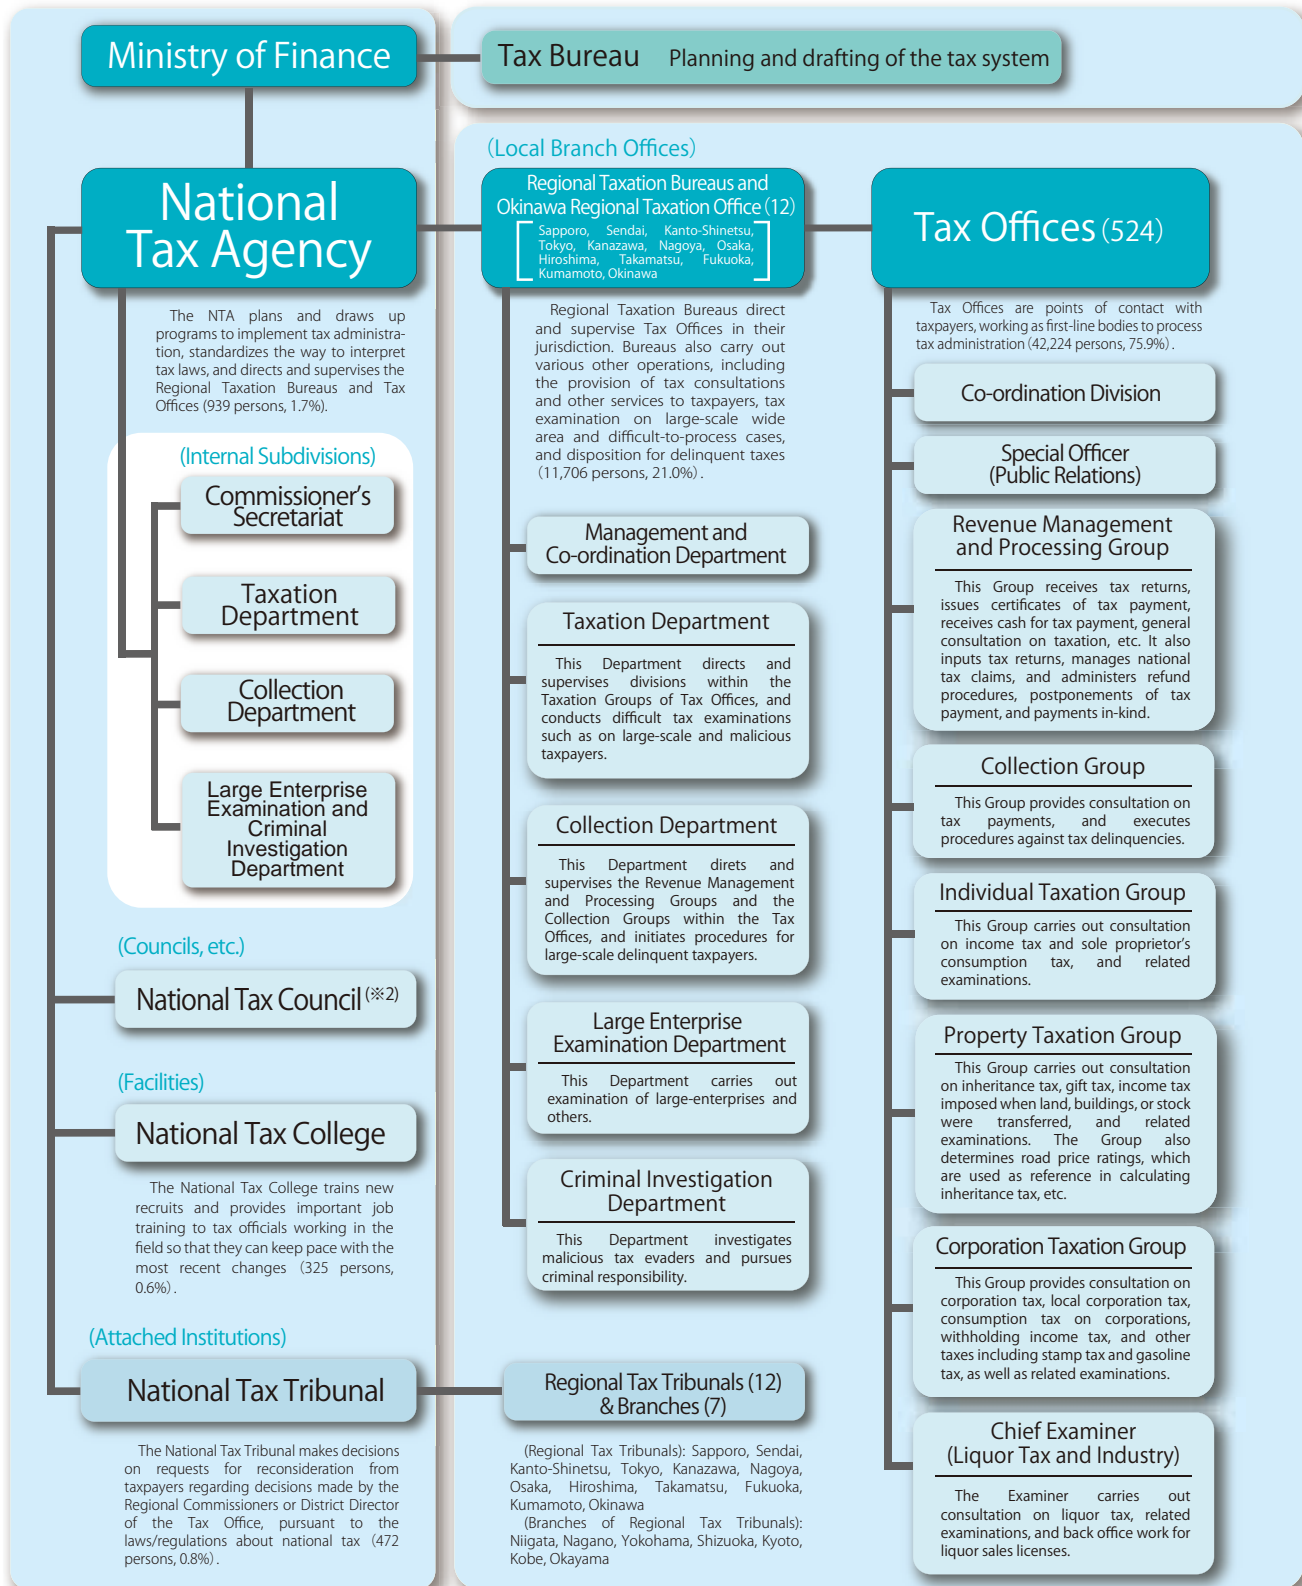 Ministry of Finance
Tax Bureau Planning and drafting of the tax system
National
Tax Agency
The NTA plans and draws up
programs to implement tax administra-
tion, standardizes the way to interpret
tax laws, and directs and supervises the
Regional Taxation Bureaus and Tax
Offices (939 persons, 1.7%).
(Internal Subdivisions)
Commissioner's
Secretariat
Taxation
Department
Collection
Department
Large Enterprise
Examination and
Criminal
Investigation
Department
(Councils, etc.)
National Tax Council (※2)
(Facilities)
National Tax College
The National Tax College trains new
recruits and provides important job
training to tax officials working in the
field so that they can keep pace with the
most recent changes (325 persons,
0.6%).
(Attached Institutions)
National Tax Tribunal
The National Tax Tribunal makes decisions
on requests for reconsideration from
taxpayers regarding decisions made by the
Regional Commissioners or District Director
of the Tax Office, pursuant to the
laws/regulations about national tax (472
persons, 0.8%).
(Local Branch Offices)
Regional Taxation Bureaus and
Okinawa Regional Taxation Office (12)
Sapporo, Sendai, Kanto-Shinetsu,
Tokyo, Kanazawa, Nagoya, Osaka,
Hiroshima, Takamatsu, Fukuoka,
Kumamoto, Okinawa
Regional Taxation Bureaus direct
and supervise Tax Offices in their
jurisdiction. Bureaus also carry out
various other operations, including
the provision of tax consultations
and other services to taxpayers, tax
examination on large-scale wide
area and difficult-to-process cases,
and disposition for delinquent taxes
(11,706 persons, 21.0%).
Management and
Co-ordination Department
Taxation Department
This Department directs and
supervises divisions within the
Taxation Groups of Tax Offices, and
conducts difficult tax examinations
such as on large-scale and malicious
taxpayers.
Collection Department
This Department direts and
supervises the Revenue Management
and Processing Groups and the
Collection Groups within the Tax
Offices, and initiates procedures for
large-scale delinquent taxpayers.
Large Enterprise
Examination Department
This Department carries out
examination of large-enterprises and
others.
Criminal Investigation
Department
This Department investigates
malicious tax evaders and pursues
criminal responsibility.
Regional Tax Tribunals (12)
& Branches (7)
(Regional Tax Tribunals): Sapporo, Sendai,
Kanto-Shinetsu, Tokyo, Kanazawa, Nagoya,
Osaka, Hiroshima, Takamatsu, Fukuoka,
Kumamoto, Okinawa
(Branches of Regional Tax Tribunals):
Niigata, Nagano, Yokohama, Shizuoka, Kyoto,
Kobe, Okayama
Tax Offices (524)
Tax Offices are points of contact with
taxpayers, working as first-line bodies to process
tax administration (42,224 persons, 75.9%).
Co-ordination Division
Special Officer
(Public Relations)
Revenue Management
and Processing Group
This Group receives tax returns,
issues certificates of tax payment,
receives cash for tax payment, general
consultation on taxation, etc. It also
inputs tax returns, manages national
tax claims, and administers refund
procedures, postponements of tax
payment, and payments in-kind.
Collection Group
This Group provides consultation on
tax payments, and executes
procedures against tax delinquencies.
Individual Taxation Group
This Group carries out consultation
on income tax and sole proprietor's
consumption tax, and related
examinations.
Property Taxation Group
This Group carries out consultation
on inheritance tax, gift tax, income tax
imposed when land, buildings, or stock
were transferred, and related
examinations. The Group also
determines road price ratings, which
are used as reference in calculating
inheritance tax, etc.
Corporation Taxation Group
This Group provides consultation on
corporation tax, local corporation tax,
consumption tax on corporations,
withholding income tax, and other
taxes including stamp tax and gasoline
tax, as well as related examinations.
Chief Examiner
(Liquor Tax and Industry)
The Examiner carries out
consultation on liquor tax, related
examinations, and back office work for
liquor sales licenses.